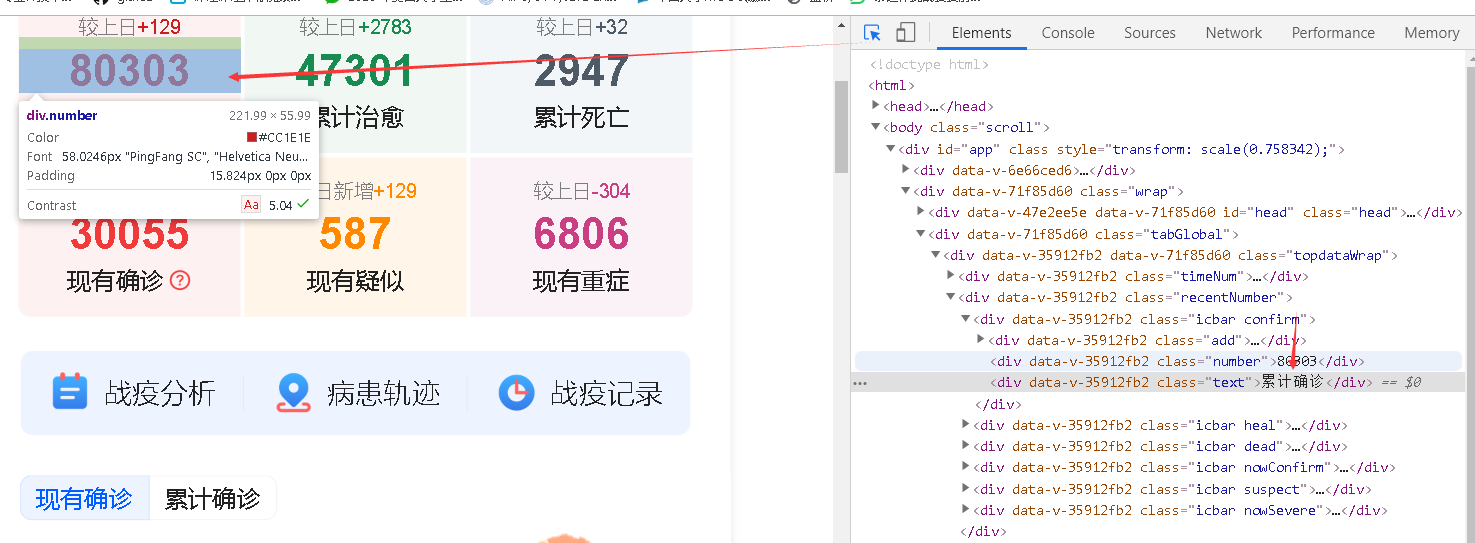 Elements Console Sources Network Performance Memory
较上日+129 较上日+2783 较上日+32
80303 47301 2947
累计治愈 累计死亡
div.number 221.99 × 55.99
Color #CC1E1E
Font 58.0246px "PingFang SC", "Helvetica Neu...
Padding 15.824px 0px 0px
Contrast Aa 5.04
日新增+129 较上日-304
30055 587 6806
现有确诊 ? 现有疑似 现有重症
战疫分析 病患轨迹 战疫记录
现有确诊 累计确诊
<!doctype html>
<html>
<head>…</head>
<body class="scroll">
<div id="app" class style="transform: scale(0.758342);">
<div data-v-6e66ced6>…</div>
<div data-v-71f85d60 class="wrap">
<div data-v-47e2ee5e data-v-71f85d60 id="head" class="head">…</div>
<div data-v-71f85d60 class="tabGlobal">
<div data-v-35912fb2 data-v-71f85d60 class="topdataWrap">
<div data-v-35912fb2 class="timeNum">…</div>
<div data-v-35912fb2 class="recentNumber">
<div data-v-35912fb2 class="icbar confirm">
<div data-v-35912fb2 class="add">…</div>
<div data-v-35912fb2 class="number">80303</div>
<div data-v-35912fb2 class="text">累计确诊</div> == $0
</div>
<div data-v-35912fb2 class="icbar heal">…</div>
<div data-v-35912fb2 class="icbar dead">…</div>
<div data-v-35912fb2 class="icbar nowConfirm">…</div>
<div data-v-35912fb2 class="icbar suspect">…</div>
<div data-v-35912fb2 class="icbar nowSevere">…</div>
</div>